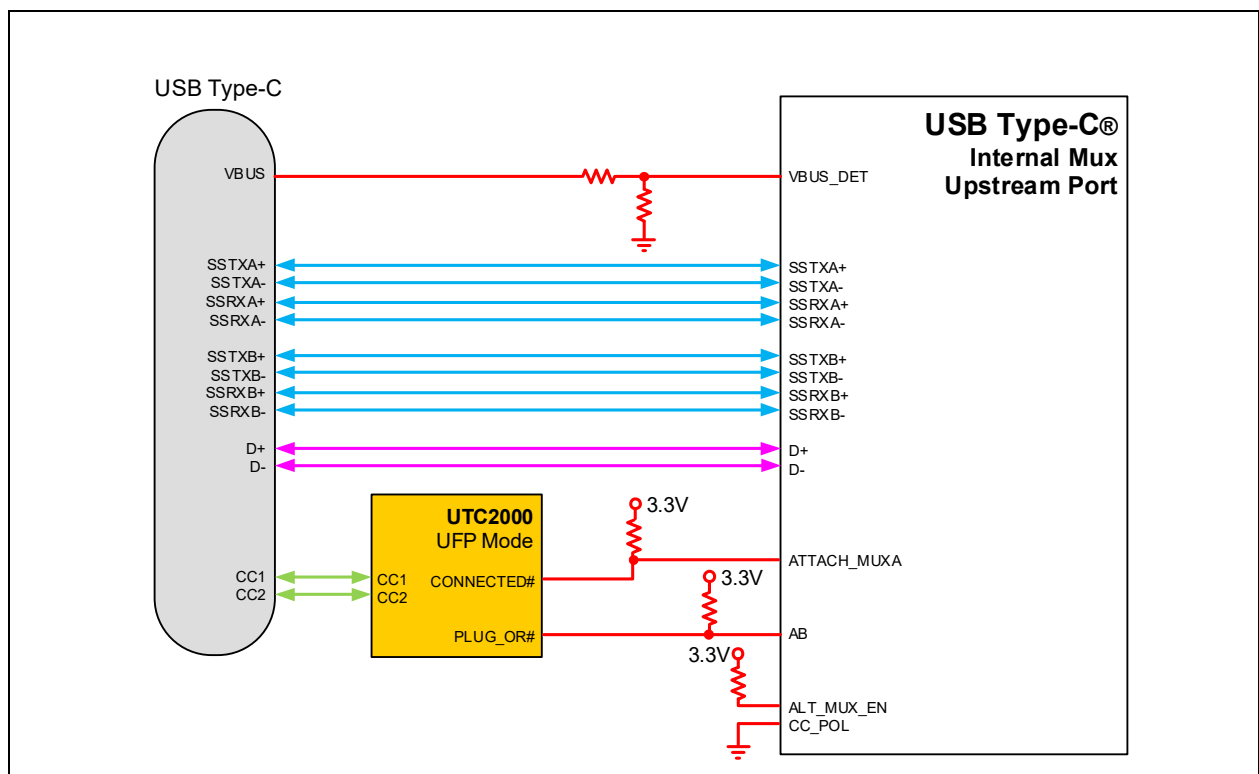 USB Type-C
VBUS
SSTXA+
SSTXA-
SSRXA+
SSRXA-
SSTXB+
SSTXB-
SSRXB+
SSRXB-
D+
D-
CC1
CC2
UTC2000
UFP Mode
CC1
CC2
CONNECTED#
PLUG_OR#
3.3V
3.3V
3.3V
USB Type-C®
Internal Mux
Upstream Port
VBUS_DET
SSTXA+
SSTXA-
SSRXA+
SSRXA-
SSTXB+
SSTXB-
SSRXB+
SSRXB-
D+
D-
ATTACH_MUXA
AB
ALT_MUX_EN
CC_POL